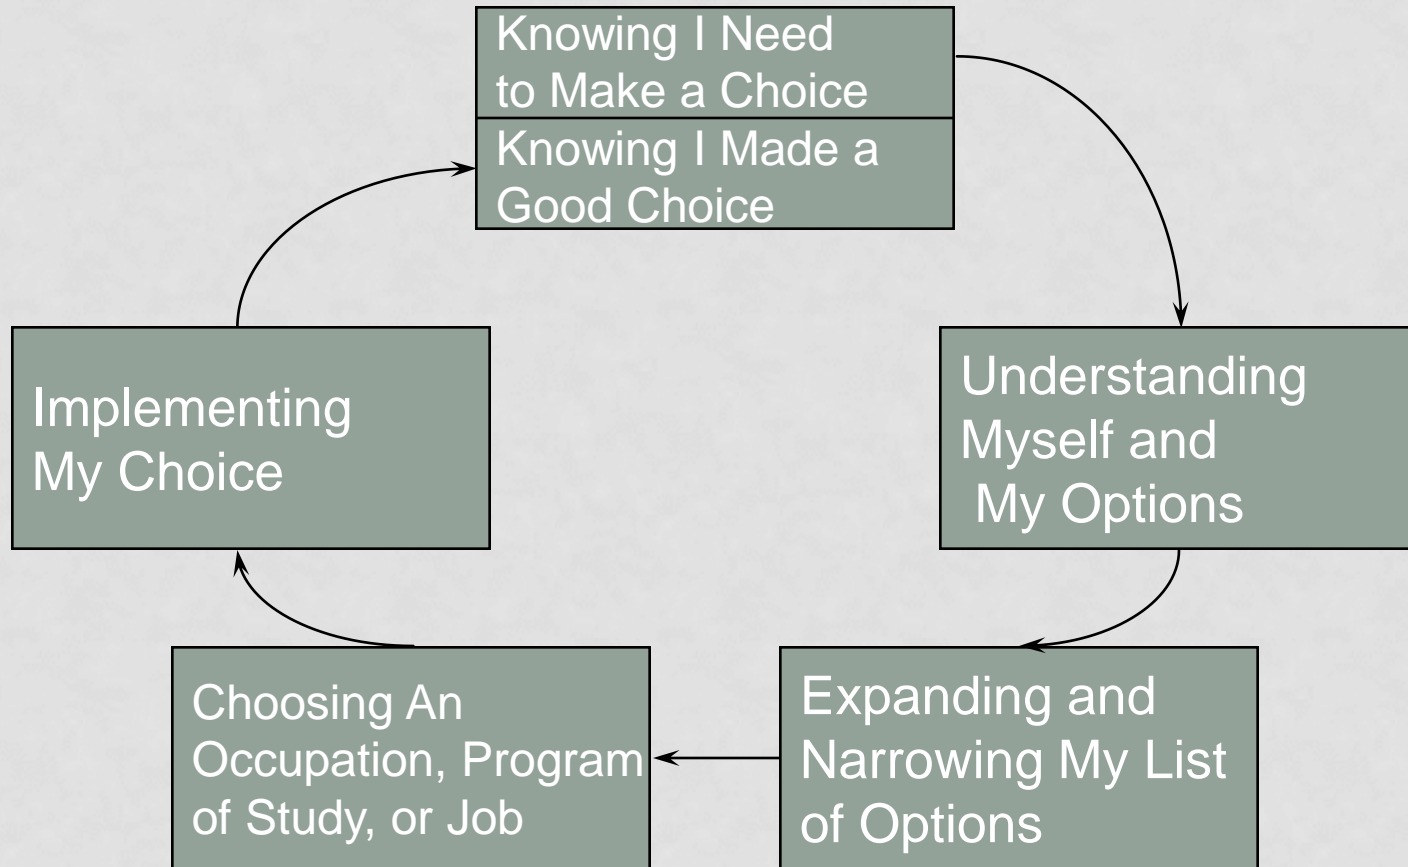 Knowing I Need
to Make a Choice
Knowing I Made a
Good Choice
Understanding
Myself and
My Options
Expanding and
Narrowing My List
of Options
Choosing An
Occupation, Program
of Study, or Job
Implementing
My Choice